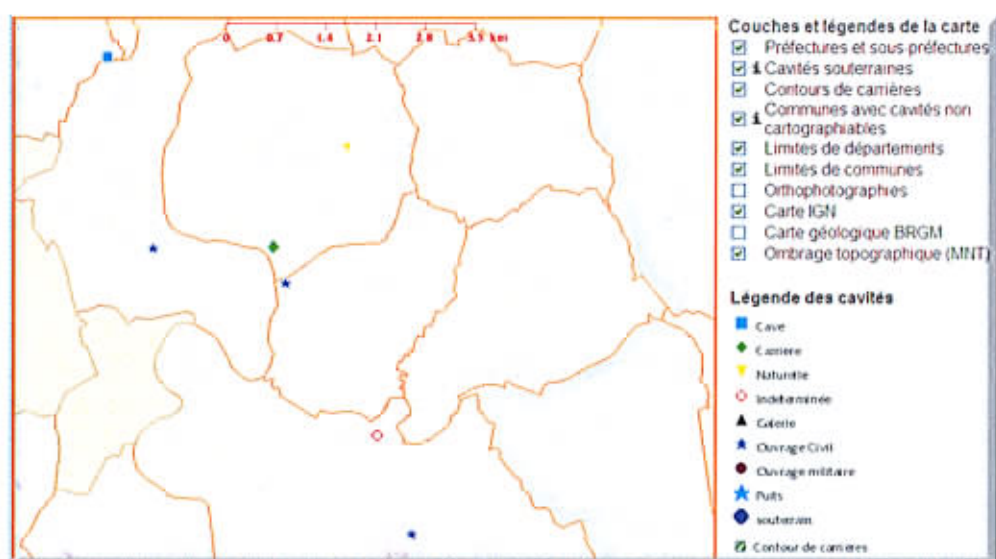 0 0.7 1.4 2.1 2.8 3.5 km
Couches et légendes de la carte
Préfectures et sous-préfectures
i Cavités souterraines
Contours de carrières
i Communes avec cavités non
cartographiables
Limites de départements
Limites de communes
Orthophotographies
Carte IGN
Carte géologique BRGM
Ombrage topographique (MNT)
Légende des cavités
Cave
Carrière
Naturelle
Indéterminée
Galerie
Ouvrage Civil
Ouvrage militaire
Puits
souterrain
Contour de carrières